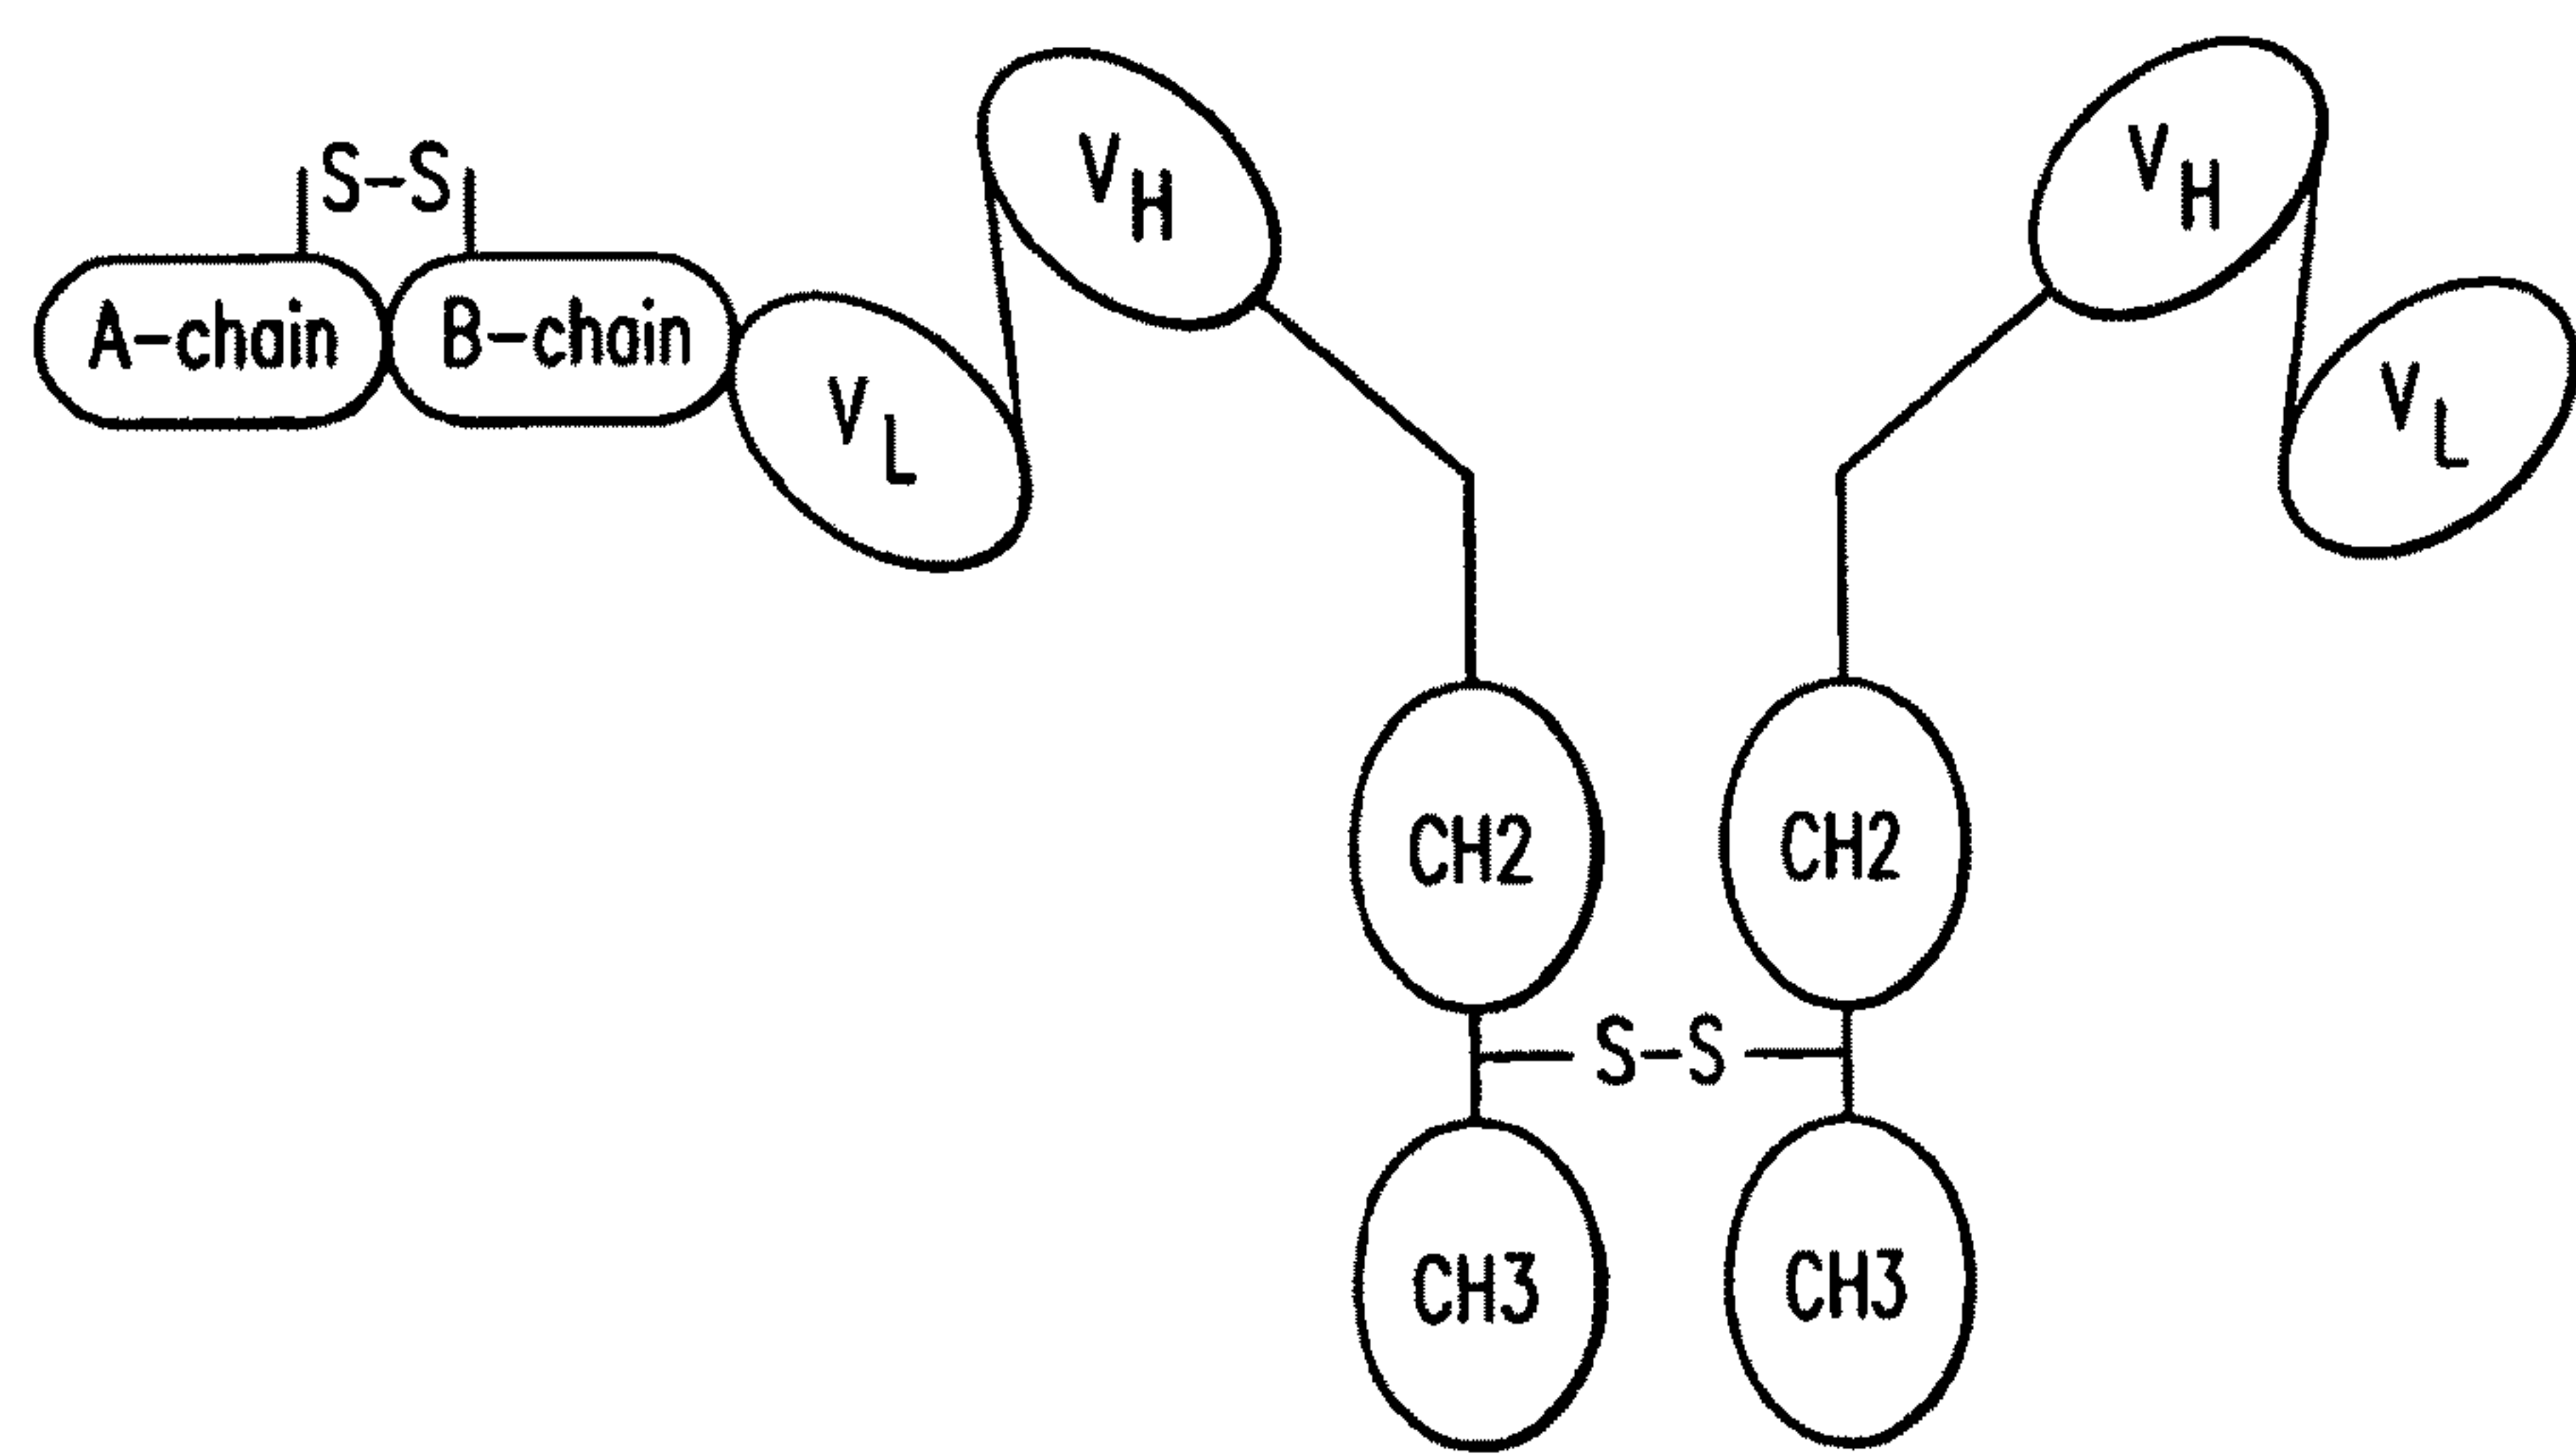 V_H
V_H
S-S
A-chain B-chain
V_L
V_L
CH2 CH2
S-S
CH3 CH3